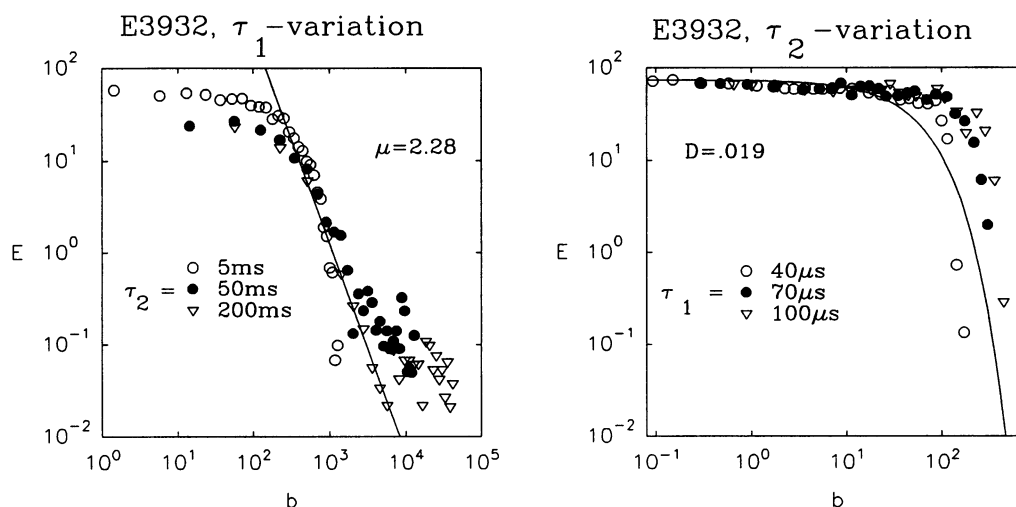 E3932, τ1-variation
10^2
10^1
10^0
10^-1
10^-2
E
μ=2.28
τ2 =
5ms
50ms
200ms
10^0 10^1 10^2 10^3 10^4 10^5
b
E3932, τ2-variation
10^2
10^1
10^0
10^-1
10^-2
E
D=.019
τ1 =
40μs
70μs
100μs
10^-1 10^0 10^1 10^2
b